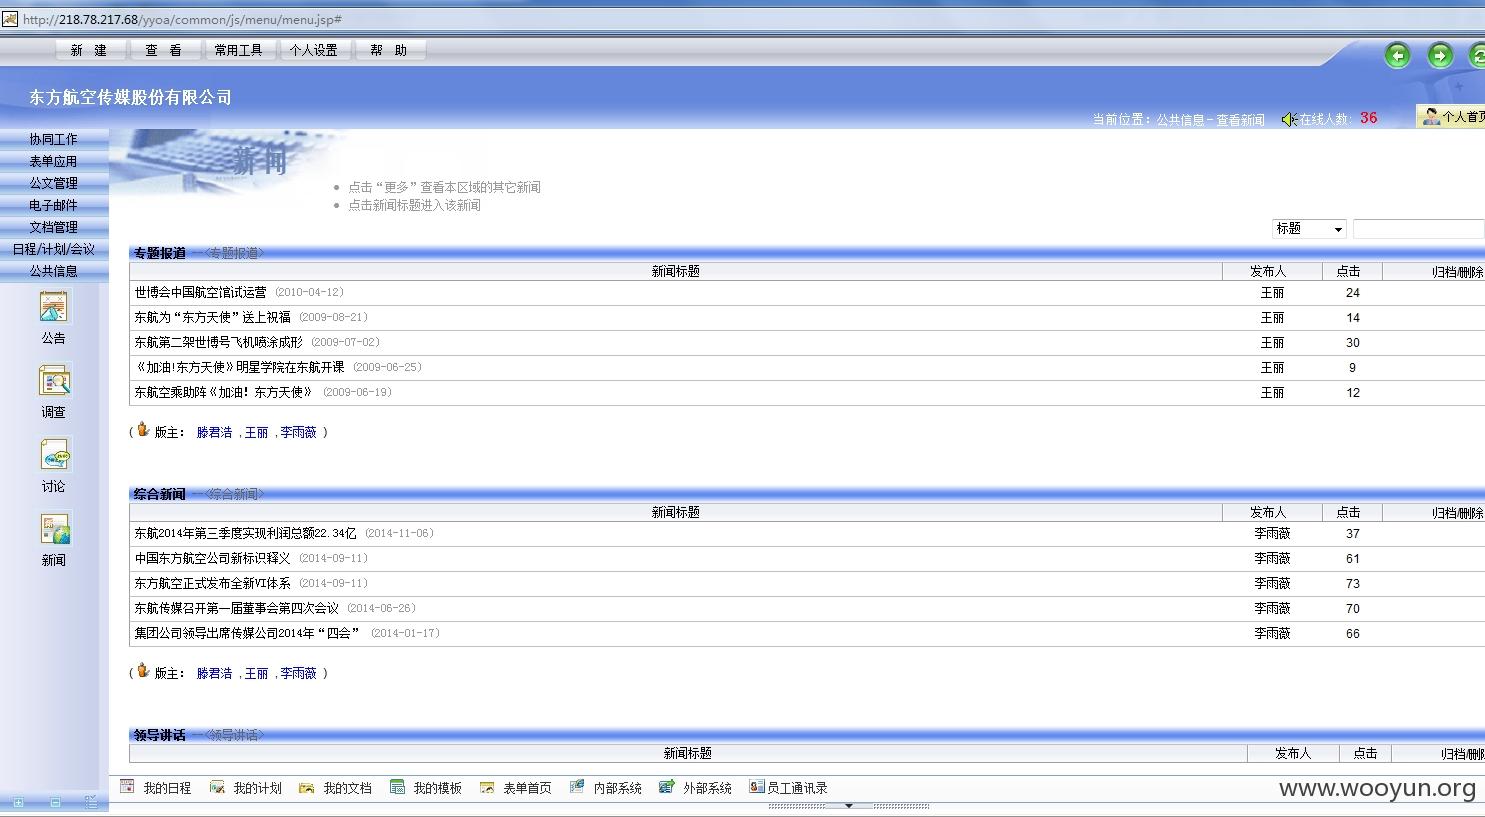 http://218.78.217.68/yyoa/common/js/menu/menu.jsp#
新 建 查 看 常用工具 个人设置 帮 助
东方航空传媒股份有限公司
当前位置：公共信息－查看新闻 在线人数： 36 个人首页
协同工作
表单应用
公文管理
电子邮件
文档管理
日程/计划/会议
公共信息
公告
调查
讨论
新闻
新闻
点击“更多”查看本区域的其它新闻
点击新闻标题进入该新闻
标题
专题报道 --<专题报道>
新闻标题 发布人 点击 归档/删除
世博会中国航空馆试运营 (2010-04-12) 王丽 24
东航为“东方天使”送上祝福 (2009-08-21) 王丽 14
东航第二架世博号飞机喷涂成形 (2009-07-02) 王丽 30
《加油!东方天使》明星学院在东航开课 (2009-06-25) 王丽 9
东航空乘助阵《加油！东方天使》 (2009-06-19) 王丽 12
( 版主： 滕君浩 ,王丽 ,李雨薇 )
综合新闻 --<综合新闻>
新闻标题 发布人 点击 归档/删除
东航2014年第三季度实现利润总额22.34亿 (2014-11-06) 李雨薇 37
中国东方航空公司新标识释义 (2014-09-11) 李雨薇 61
东方航空正式发布全新VI体系 (2014-09-11) 李雨薇 73
东航传媒召开第一届董事会第四次会议 (2014-06-26) 李雨薇 70
集团公司领导出席传媒公司2014年“四会” (2014-01-17) 李雨薇 66
( 版主： 滕君浩 ,王丽 ,李雨薇 )
领导讲话 --<领导讲话>
新闻标题 发布人 点击 归档/删除
我的日程 我的计划 我的文档 我的模板 表单首页 内部系统 外部系统 员工通讯录
www.wooyun.org